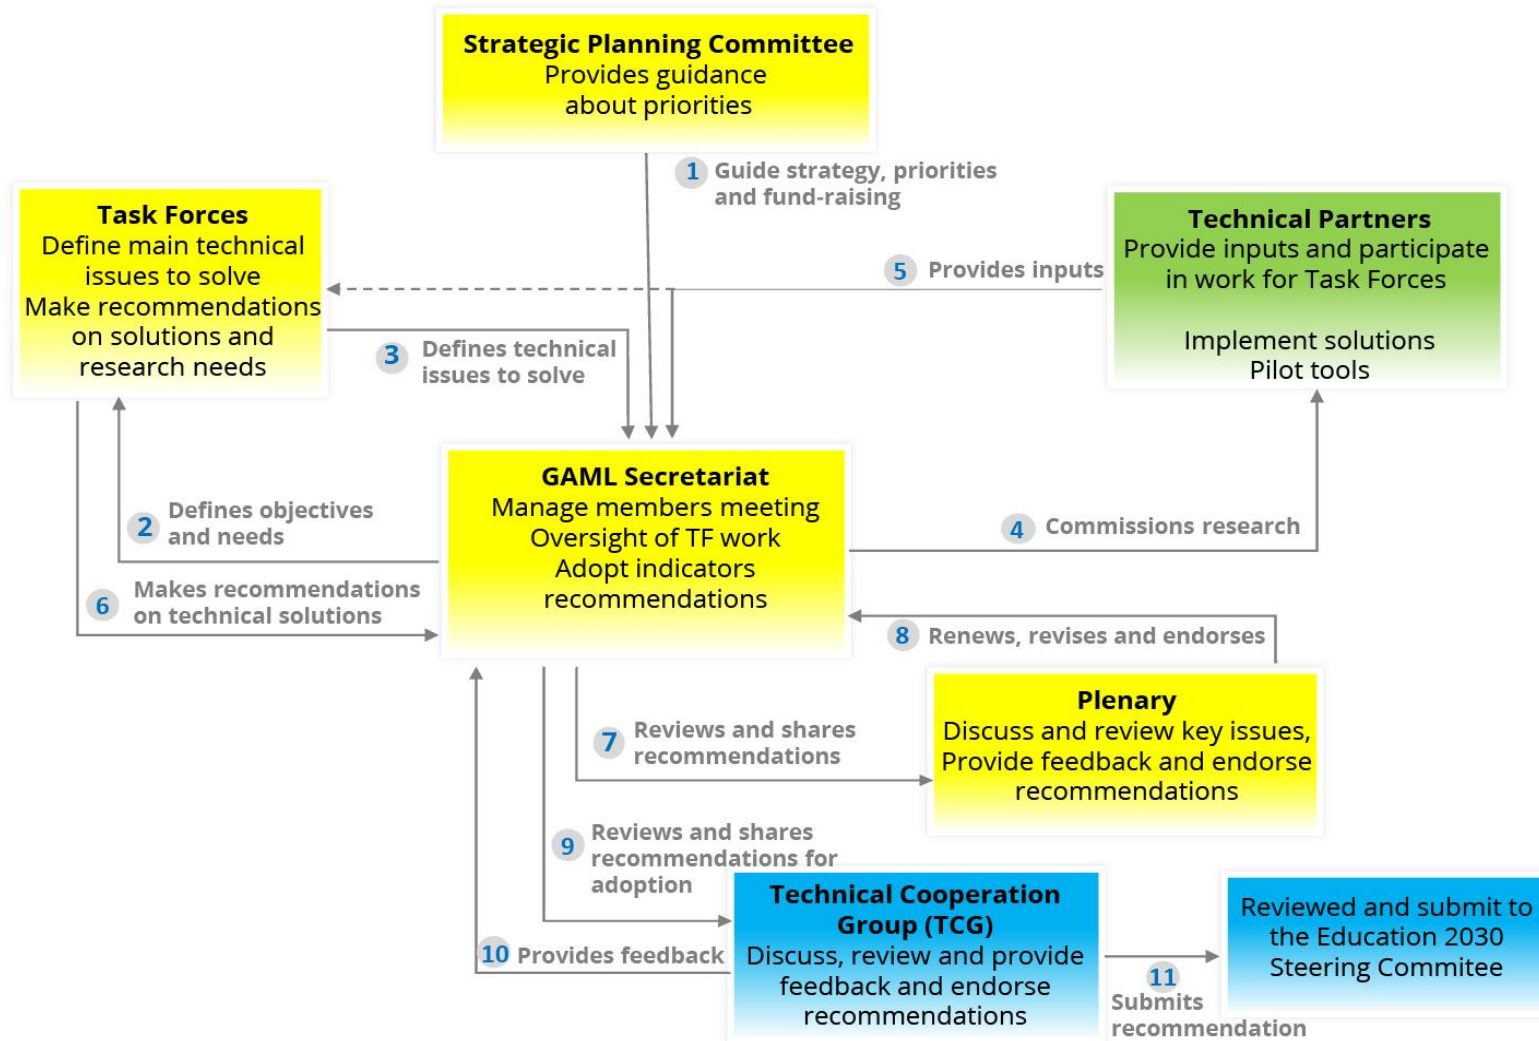 Strategic Planning Committee
Provides guidance
about priorities
1 Guide strategy, priorities
and fund-raising
Task Forces
Define main technical
issues to solve
Make recommendations
on solutions and
research needs
Technical Partners
Provide inputs and participate
in work for Task Forces
Implement solutions
Pilot tools
5 Provides inputs
3 Defines technical
issues to solve
GAML Secretariat
Manage members meeting
Oversight of TF work
Adopt indicators
recommendations
2 Defines objectives
and needs
4 Commissions research
6 Makes recommendations
on technical solutions
8 Renews, revises and endorses
Plenary
Discuss and review key issues,
Provide feedback and endorse
recommendations
7 Reviews and shares
recommendations
9 Reviews and shares
recommendations for
adoption
Technical Cooperation
Group (TCG)
Discuss, review and provide
feedback and endorse
recommendations
10 Provides feedback
11
Submits
recommendation
Reviewed and submit to
the Education 2030
Steering Commitee